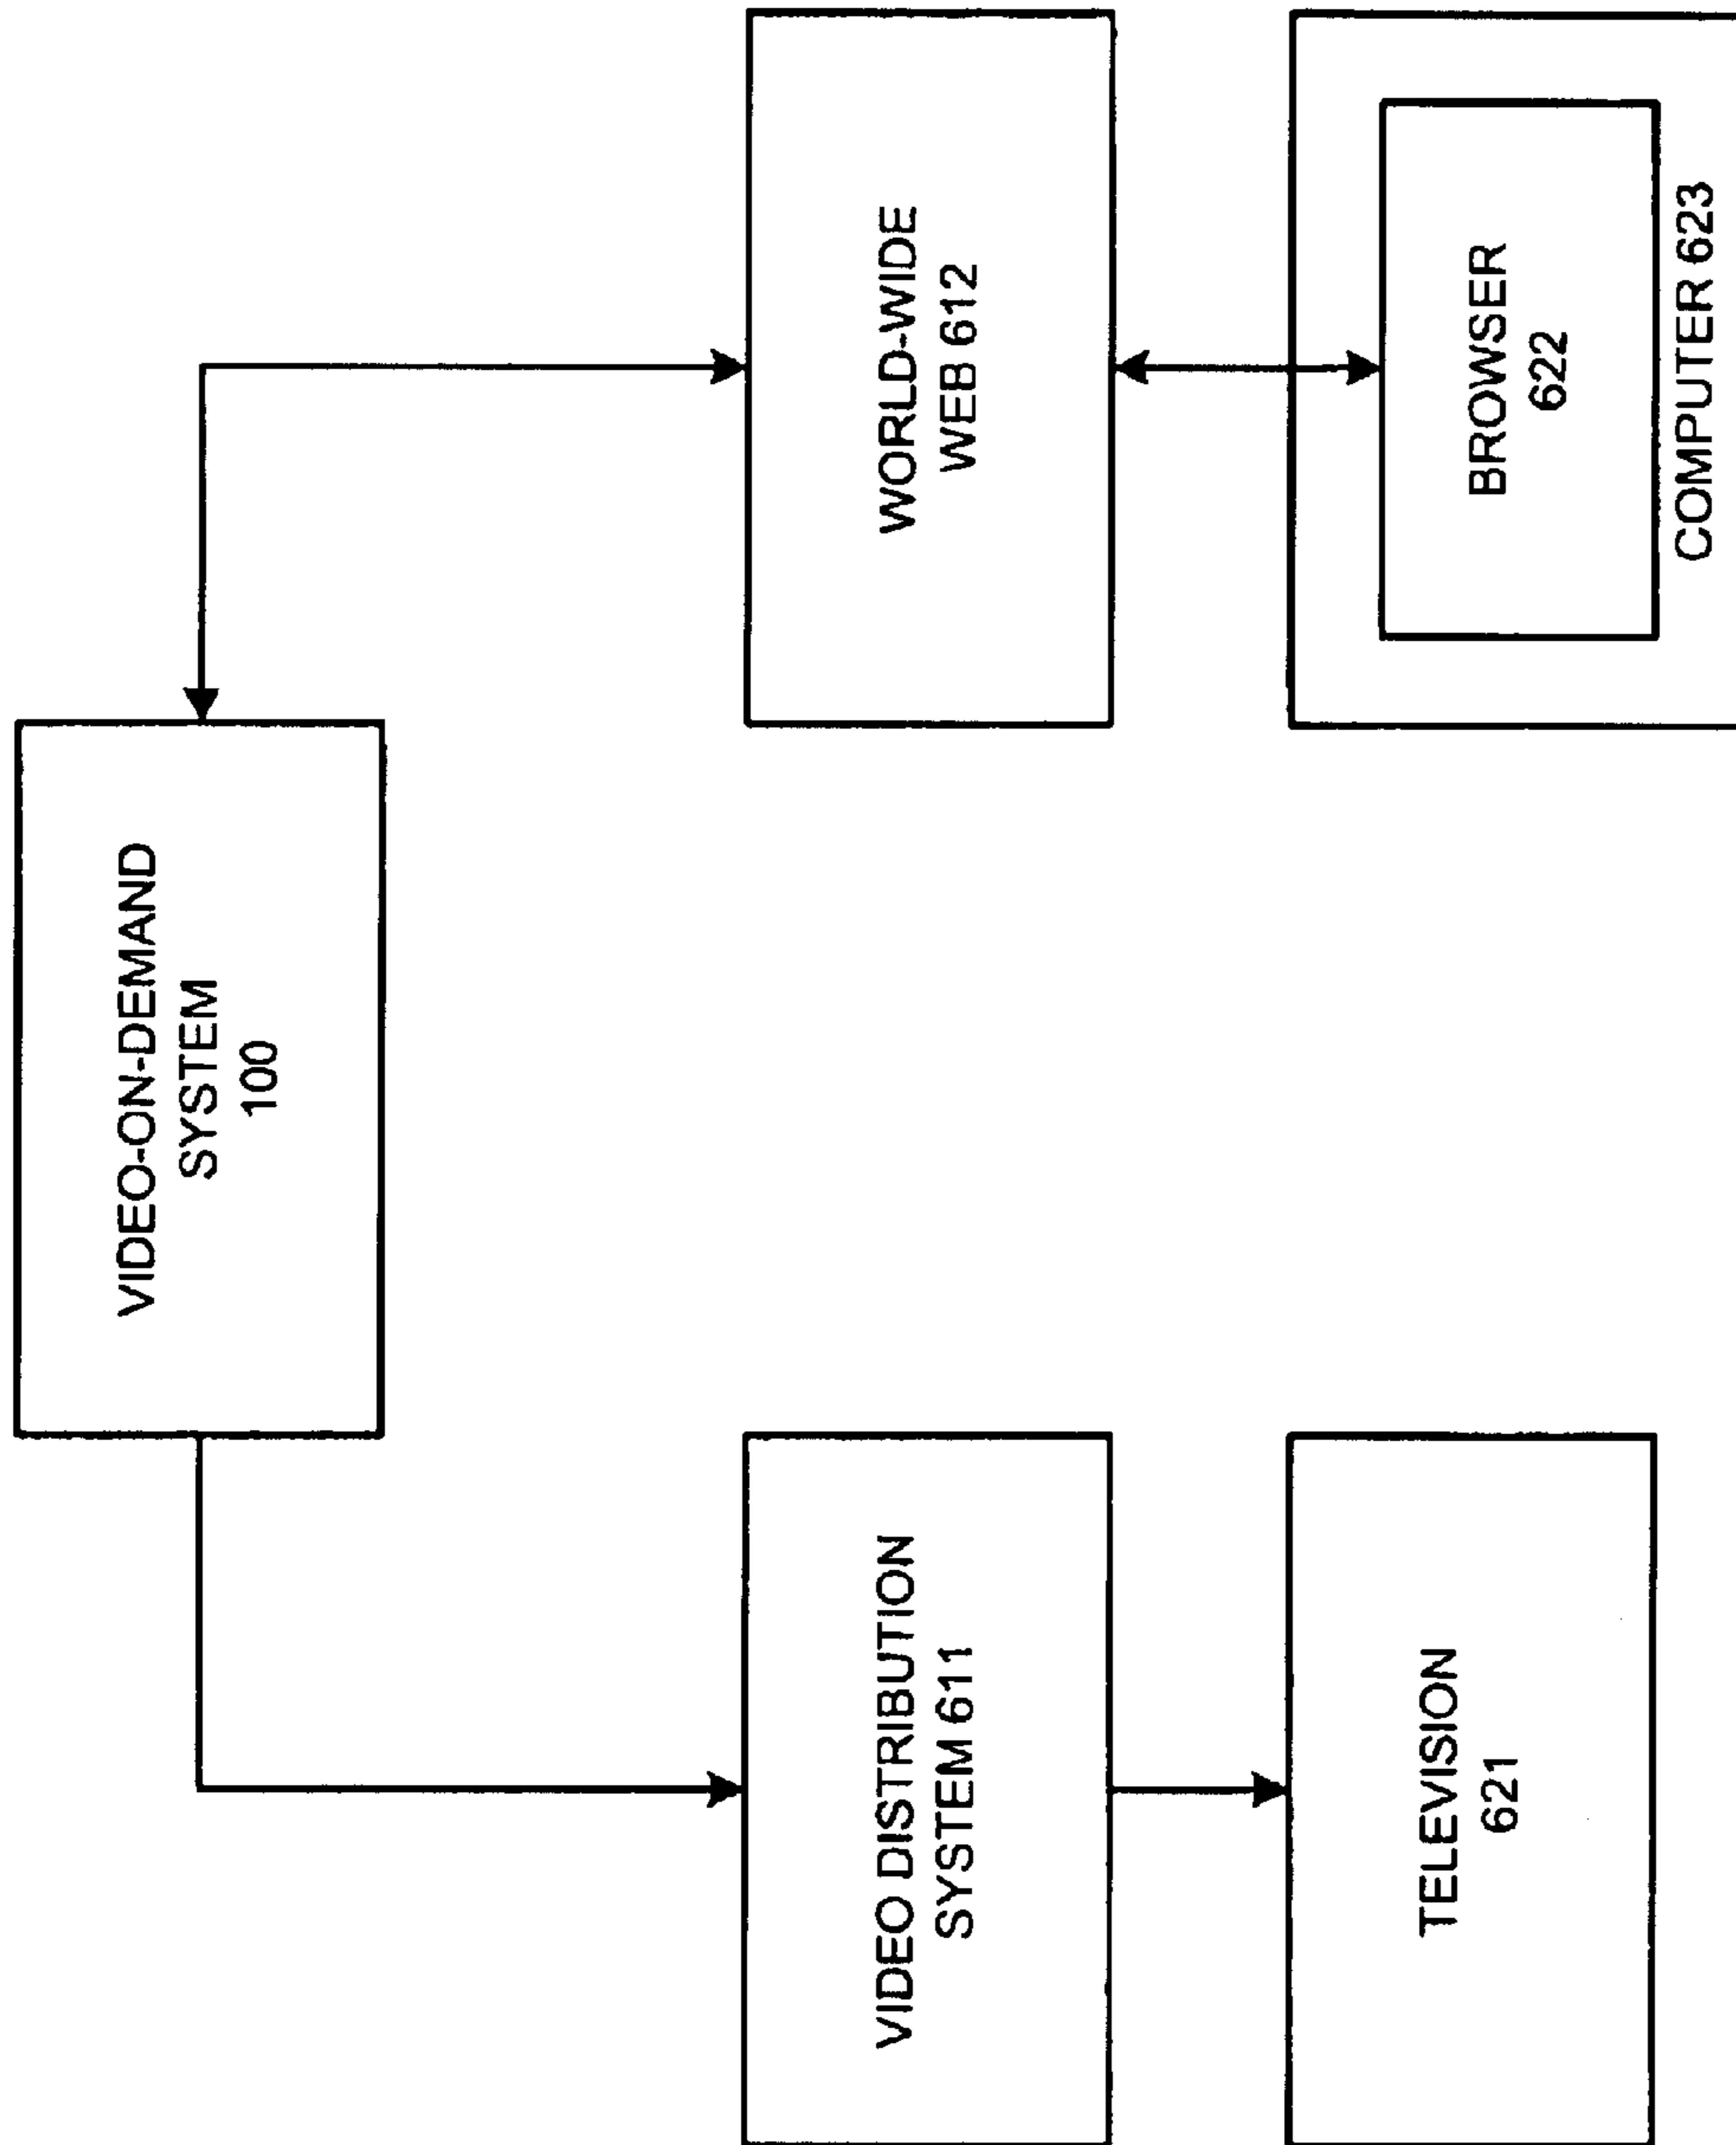 VIDEO-ON-DEMAND
SYSTEM
100
VIDEO DISTRIBUTION
SYSTEM 611
WORLD-WIDE
WEB 612
TELEVISION
621
BROWSER
622
COMPUTER 623